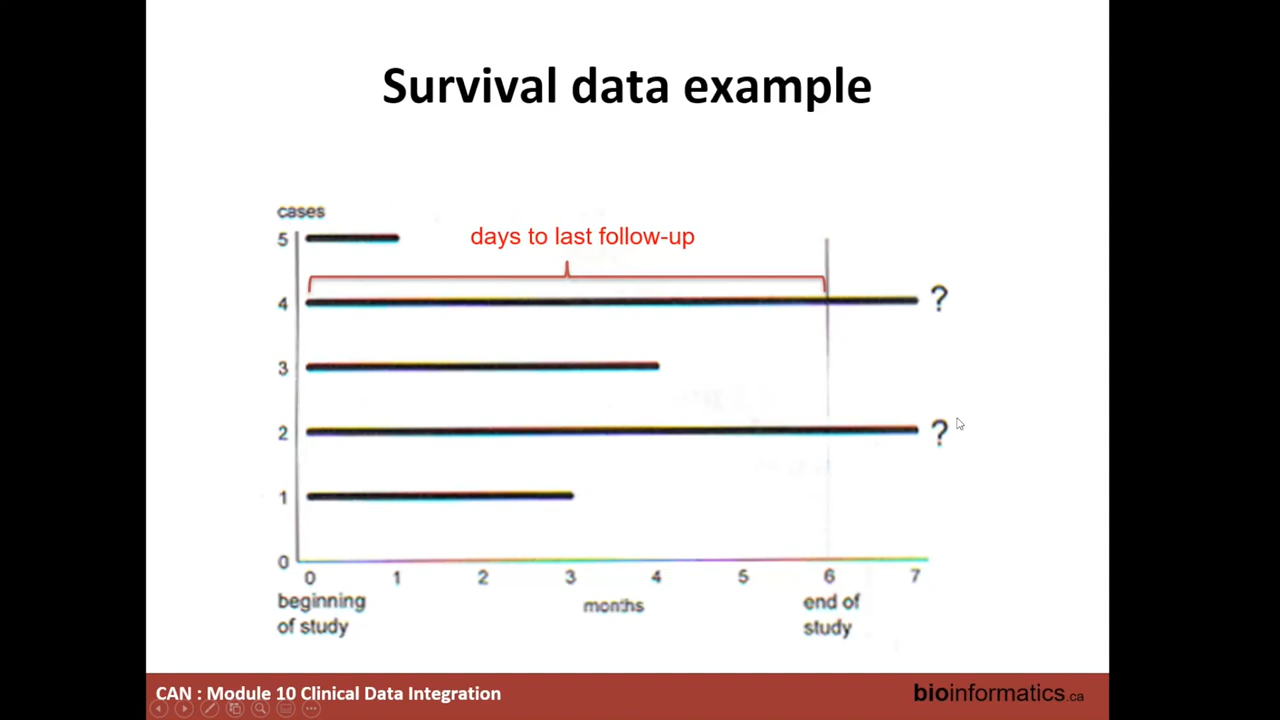 Survival data example
cases
5
days to last follow-up
4
?
3
2
?
1
0
0 1 2 3 4 5 6 7
beginning of study
months
end of study
CAN : Module 10 Clinical Data Integration
bioinformatics.ca